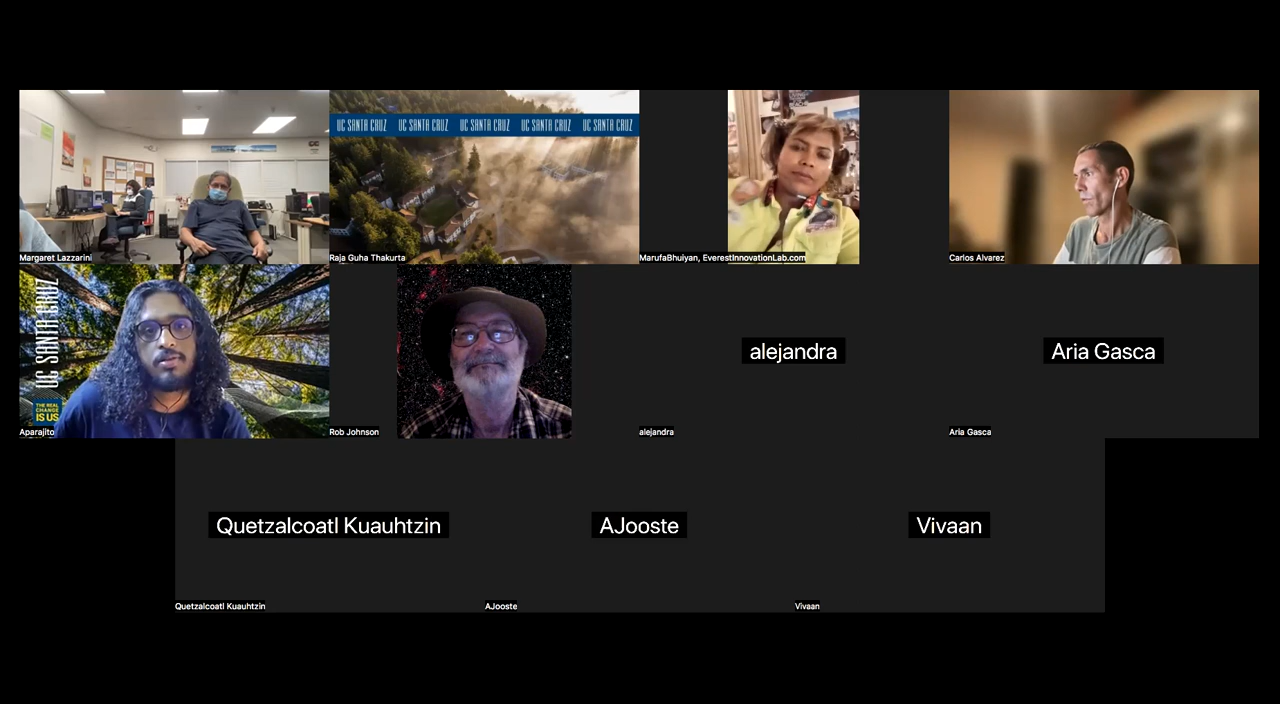 UC SANTA CRUZ UC SANTA CRUZ UC SANTA CRUZ UC SANTA CRUZ UC SANTA CRUZ
Margaret Lazzarini
Raja Guha Thakurta
MarufaBhuiyan, EverestInnovationLab.com
Carlos Alvarez
UC SANTA CRUZ
THE REAL
CHANGE
IS US
alejandra
Aria Gasca
Aparajito
Rob Johnson
alejandra
Aria Gasca
Quetzalcoatl Kuauhtzin
AJooste
Vivaan
Quetzalcoatl Kuauhtzin
AJooste
Vivaan